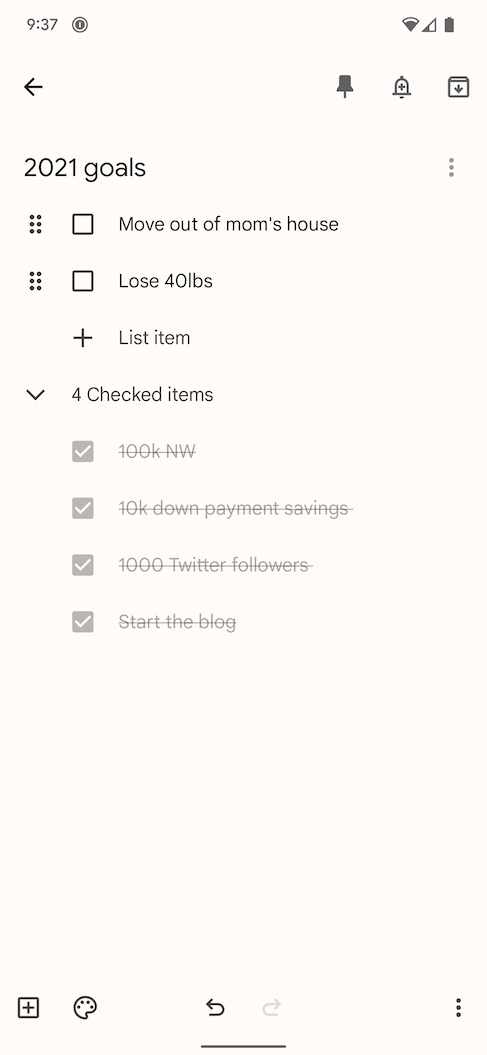 9:37
2021 goals
Move out of mom's house
Lose 40lbs
List item
4 Checked items
100k NW
10k down payment savings
1000 Twitter followers
Start the blog